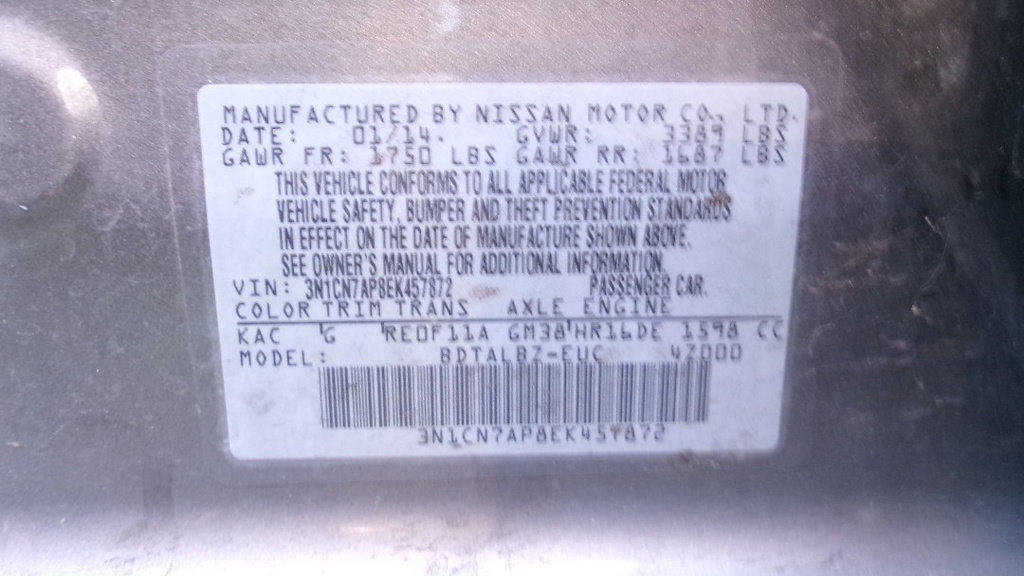 MANUFACTURED BY NISSAN MOTOR CO., LTD.
DATE: 01/14. GVWR: 3389 LBS
GAWR FR: 1750 LBS GAWR RR: 1687 LBS
THIS VEHICLE CONFORMS TO ALL APPLICABLE FEDERAL MOTOR
VEHICLE SAFETY, BUMPER AND THEFT PREVENTION STANDARDS
IN EFFECT ON THE DATE OF MANUFACTURE SHOWN ABOVE.
SEE OWNER'S MANUAL FOR ADDITIONAL INFORMATION.
VIN: 3N1CN7AP8EK457872 PASSENGER CAR.
COLOR TRIM TRANS AXLE ENGINE
KAC G RE0F11A GM38 HR16DE 1598 CC
MODEL: BDTALBZ-EUC 4Z000
3N1CN7AP8EK457872